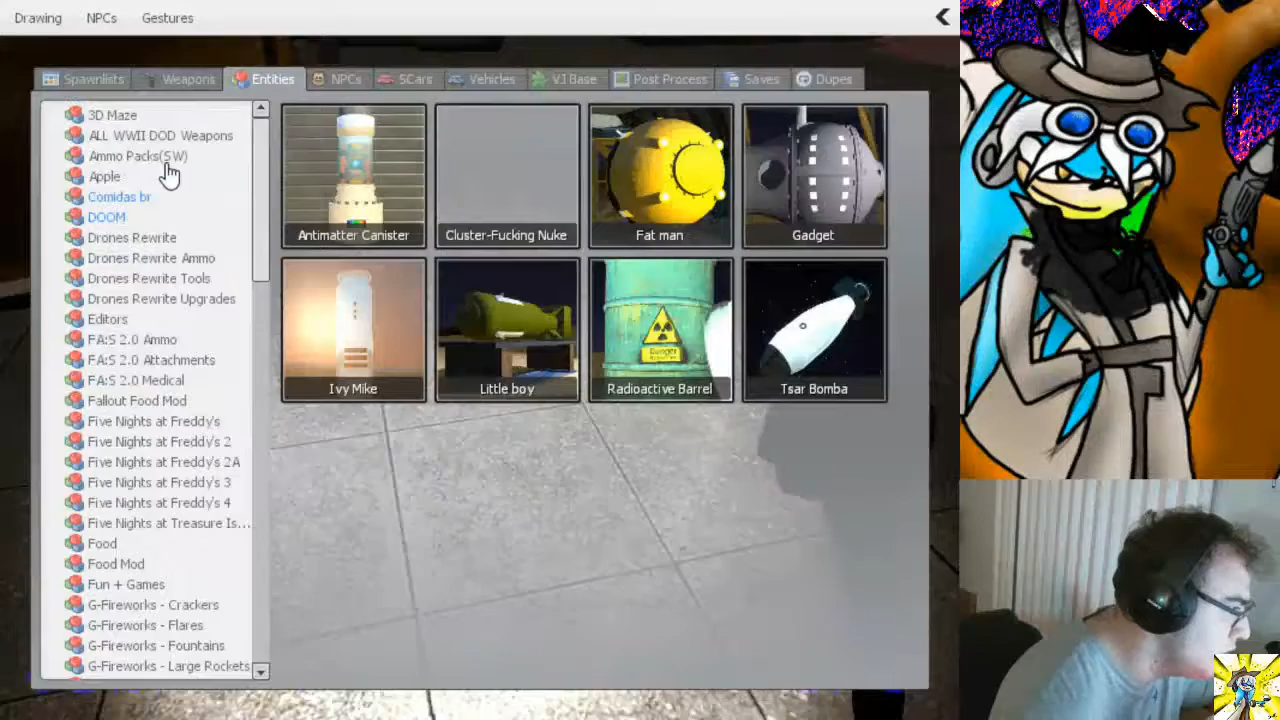 Drawing NPCs Gestures
Spawnlists Weapons Entities NPCs SCars Vehicles VJ Base Post Process Saves Dupes
3D Maze
ALL WWII DOD Weapons
Ammo Packs(SW)
Apple
Comidas br
DOOM
Drones Rewrite
Drones Rewrite Ammo
Drones Rewrite Tools
Drones Rewrite Upgrades
Editors
FA:S 2.0 Ammo
FA:S 2.0 Attachments
FA:S 2.0 Medical
Fallout Food Mod
Five Nights at Freddy's
Five Nights at Freddy's 2
Five Nights at Freddy's 2A
Five Nights at Freddy's 3
Five Nights at Freddy's 4
Five Nights at Treasure Is...
Food
Food Mod
Fun + Games
G-Fireworks - Crackers
G-Fireworks - Flares
G-Fireworks - Fountains
G-Fireworks - Large Rockets
Antimatter Canister
Cluster-Fucking Nuke
Fat man
Gadget
Ivy Mike
Little boy
Danger
Radioactive Barrel
Tsar Bomba